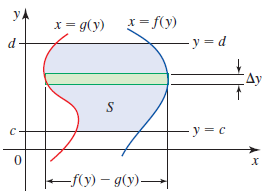 y
x = g(y)
x = f(y)
d
y = d
Δy
S
c
y = c
0
x
f(y) − g(y)